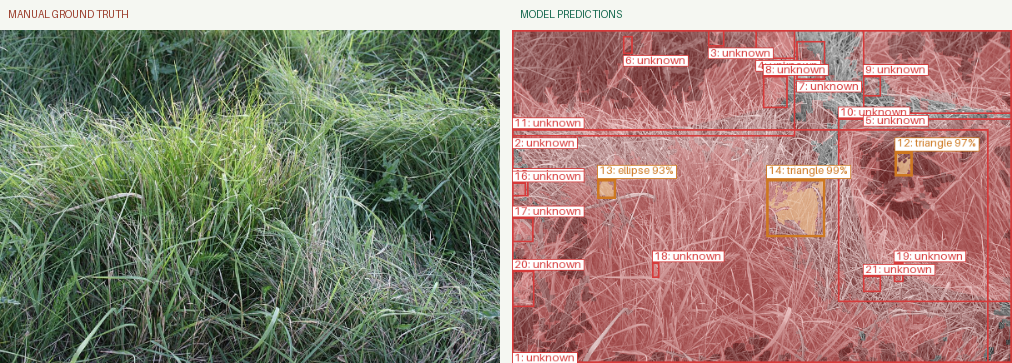 MANUAL GROUND TRUTH
MODEL PREDICTIONS
6: unknown
3: unknown
8: unknown
9: unknown
7: unknown
10: unknown
5: unknown
11: unknown
2: unknown
12: triangle 97%
13: ellipse 93%
14: triangle 99%
16: unknown
17: unknown
18: unknown
19: unknown
20: unknown
21: unknown
1: unknown